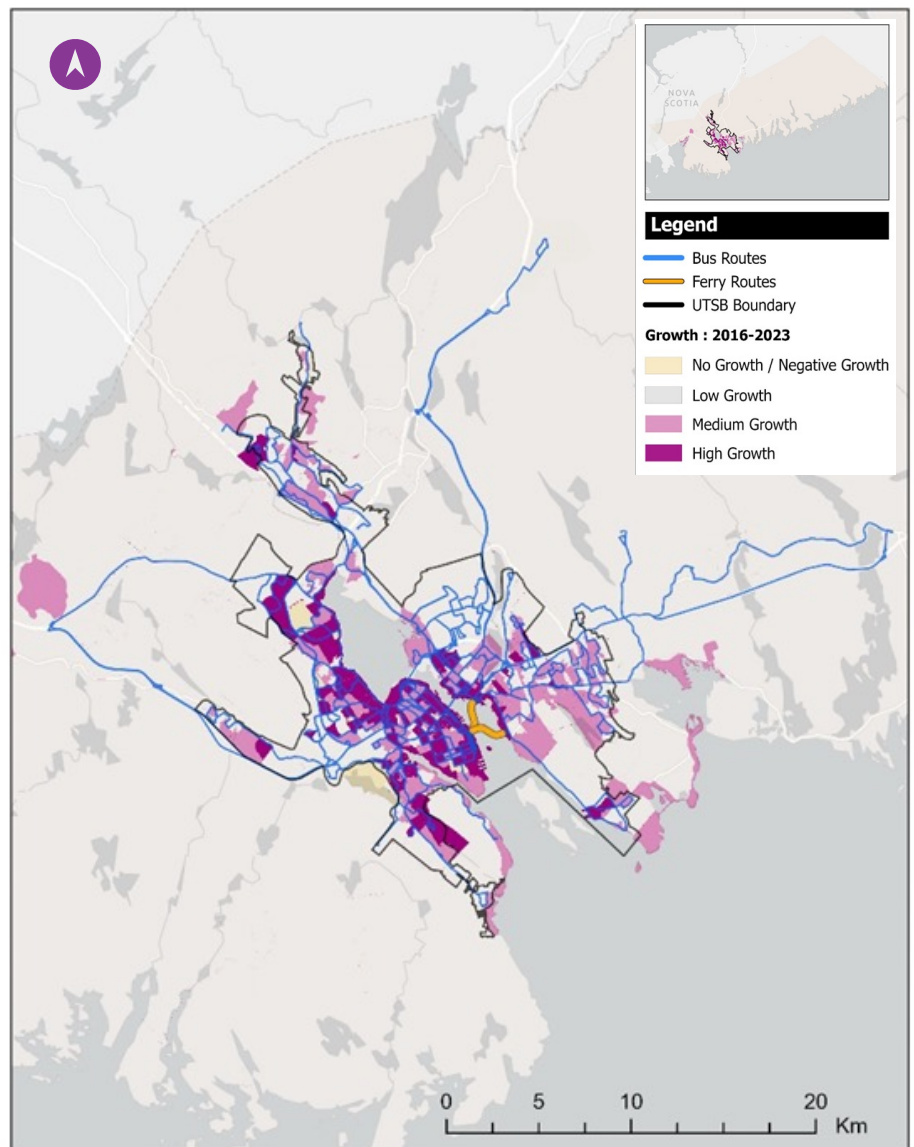 NOVA
SCOTIA
Legend
Bus Routes
Ferry Routes
UTSB Boundary
Growth : 2016-2023
No Growth / Negative Growth
Low Growth
Medium Growth
High Growth
0 5 10 20
Km